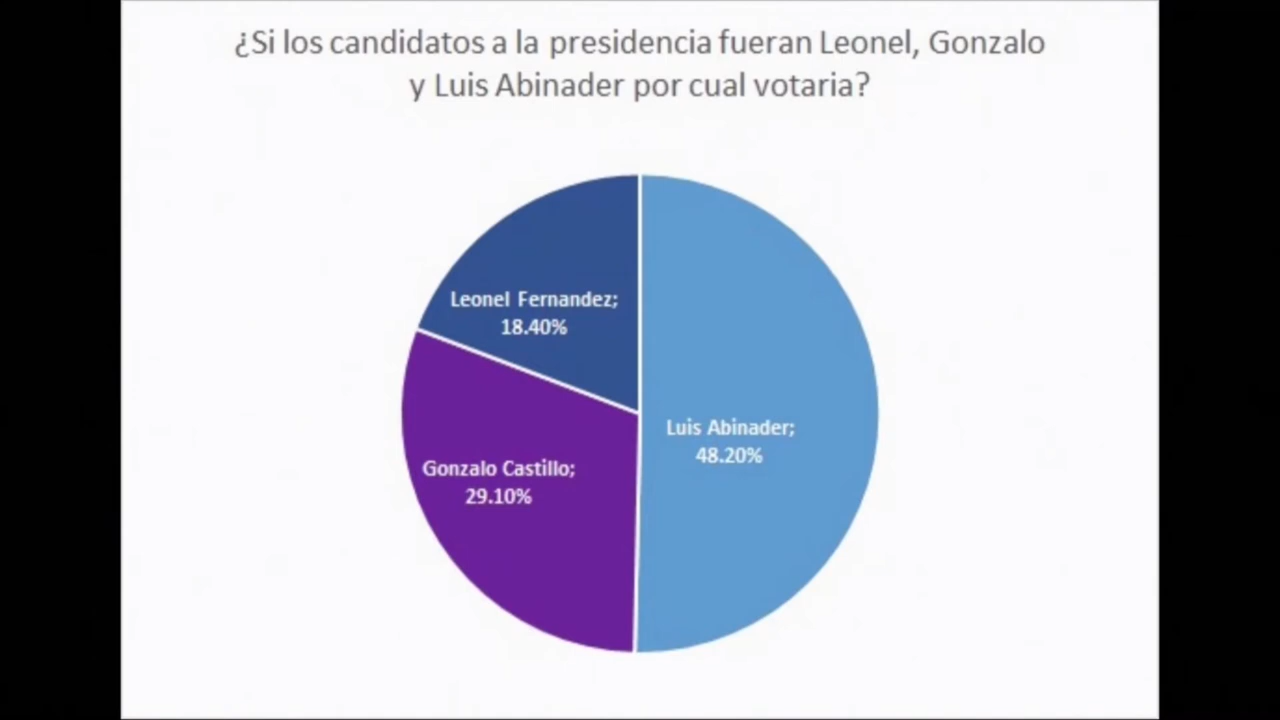 ¿Si los candidatos a la presidencia fueran Leonel, Gonzalo
y Luis Abinader por cual votaria?
Leonel Fernandez;
18.40%
Luis Abinader;
48.20%
Gonzalo Castillo;
29.10%